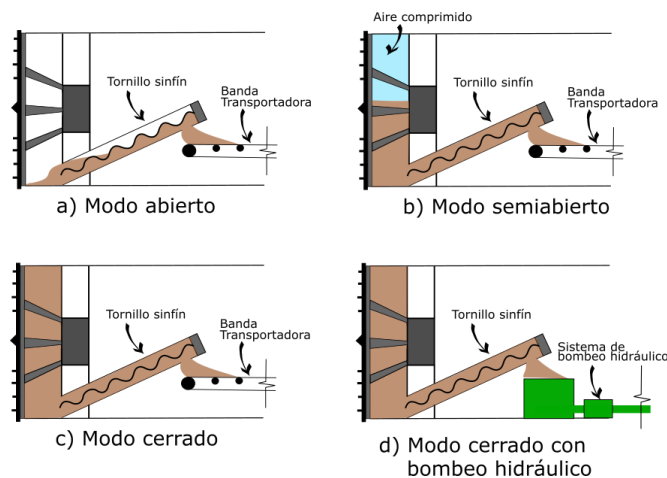 Tornillo sinfín
Banda
Transportadora
a) Modo abierto
Aire comprimido
Tornillo sinfín
Banda
Transportadora
b) Modo semiabierto
Tornillo sinfín
Banda
Transportadora
c) Modo cerrado
Tornillo sinfín
Sistema de
bombeo hidráulico
d) Modo cerrado con
bombeo hidráulico